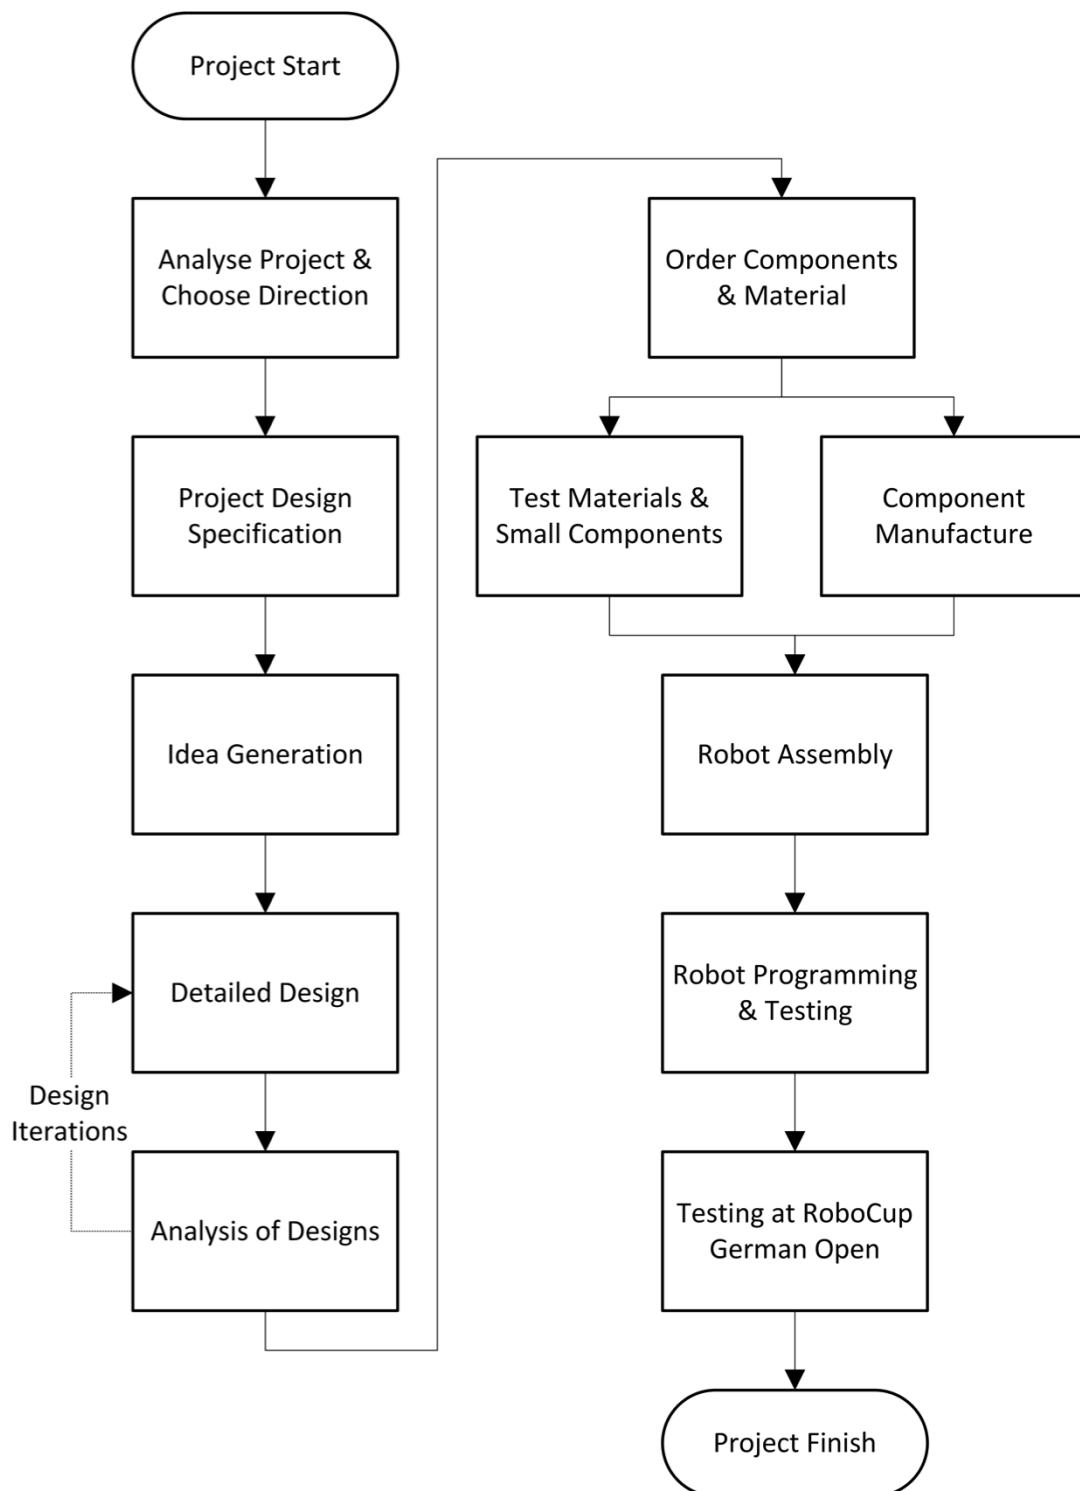 Project Start
Analyse Project &
Choose Direction
Project Design
Specification
Idea Generation
Detailed Design
Design
Iterations
Analysis of Designs
Order Components
& Material
Test Materials &
Small Components
Component
Manufacture
Robot Assembly
Robot Programming
& Testing
Testing at RoboCup
German Open
Project Finish